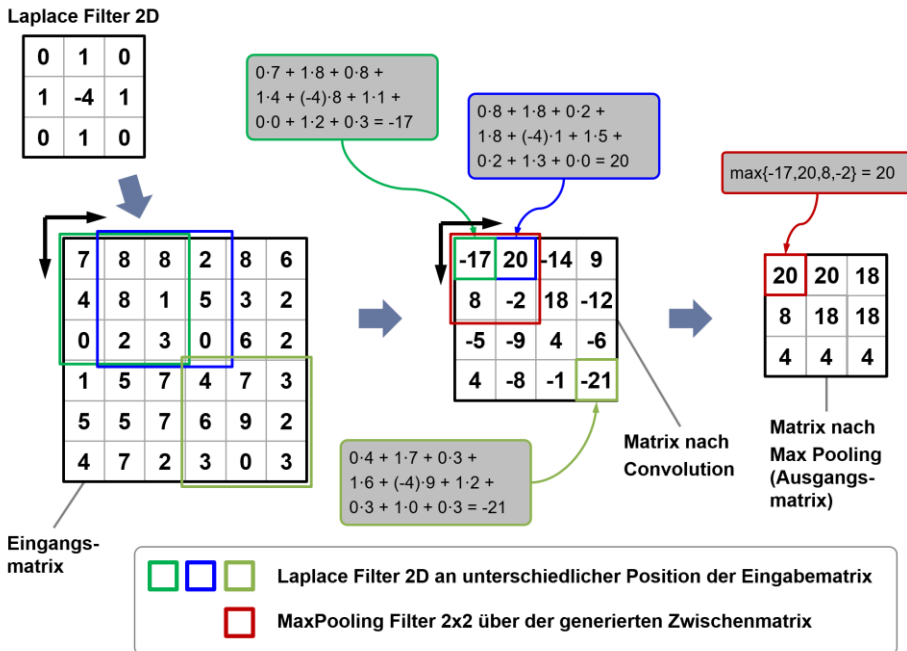 Laplace Filter 2D
0 1 0
1 -4 1
0 1 0
0·7 + 1·8 + 0·8 +
1·4 + (-4)·8 + 1·1 +
0·0 + 1·2 + 0·3 = -17
0·8 + 1·8 + 0·2 +
1·8 + (-4)·1 + 1·5 +
0·2 + 1·3 + 0·0 = 20
max{-17,20,8,-2} = 20
7 8 8 2 8 6
4 8 1 5 3 2
0 2 3 0 6 2
1 5 7 4 7 3
5 5 7 6 9 2
4 7 2 3 0 3
-17 20 -14 9
8 -2 18 -12
-5 -9 4 -6
4 -8 -1 -21
20 20 18
8 18 18
4 4 4
0·4 + 1·7 + 0·3 +
1·6 + (-4)·9 + 1·2 +
0·3 + 1·0 + 0·3 = -21
Eingangs-
matrix
Matrix nach
Convolution
Matrix nach
Max Pooling
(Ausgangs-
matrix)
Laplace Filter 2D an unterschiedlicher Position der Eingabematrix
MaxPooling Filter 2x2 über der generierten Zwischenmatrix